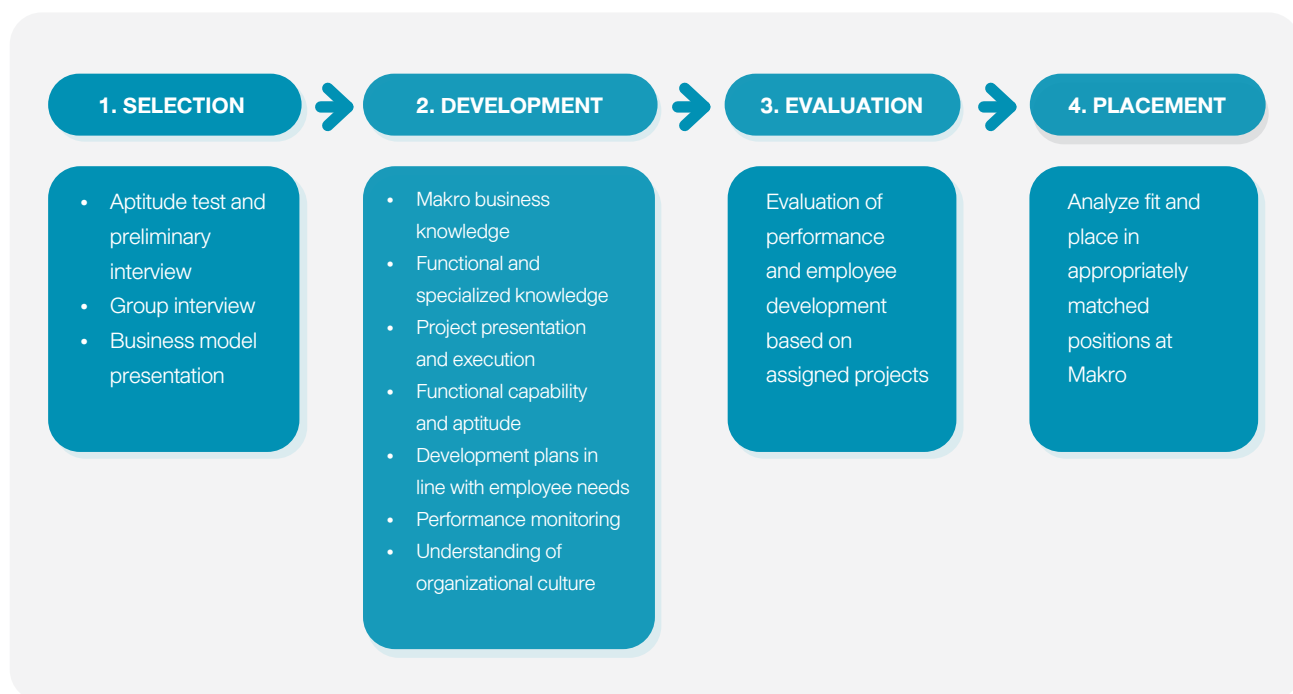 1. SELECTION
2. DEVELOPMENT
3. EVALUATION
4. PLACEMENT
• Aptitude test and
preliminary
interview
• Group interview
• Business model
presentation
• Makro business
knowledge
• Functional and
specialized knowledge
• Project presentation
and execution
• Functional capability
and aptitude
• Development plans in
line with employee needs
• Performance monitoring
• Understanding of
organizational culture
Evaluation of
performance
and employee
development
based on
assigned projects
Analyze fit and
place in
appropriately
matched
positions at
Makro